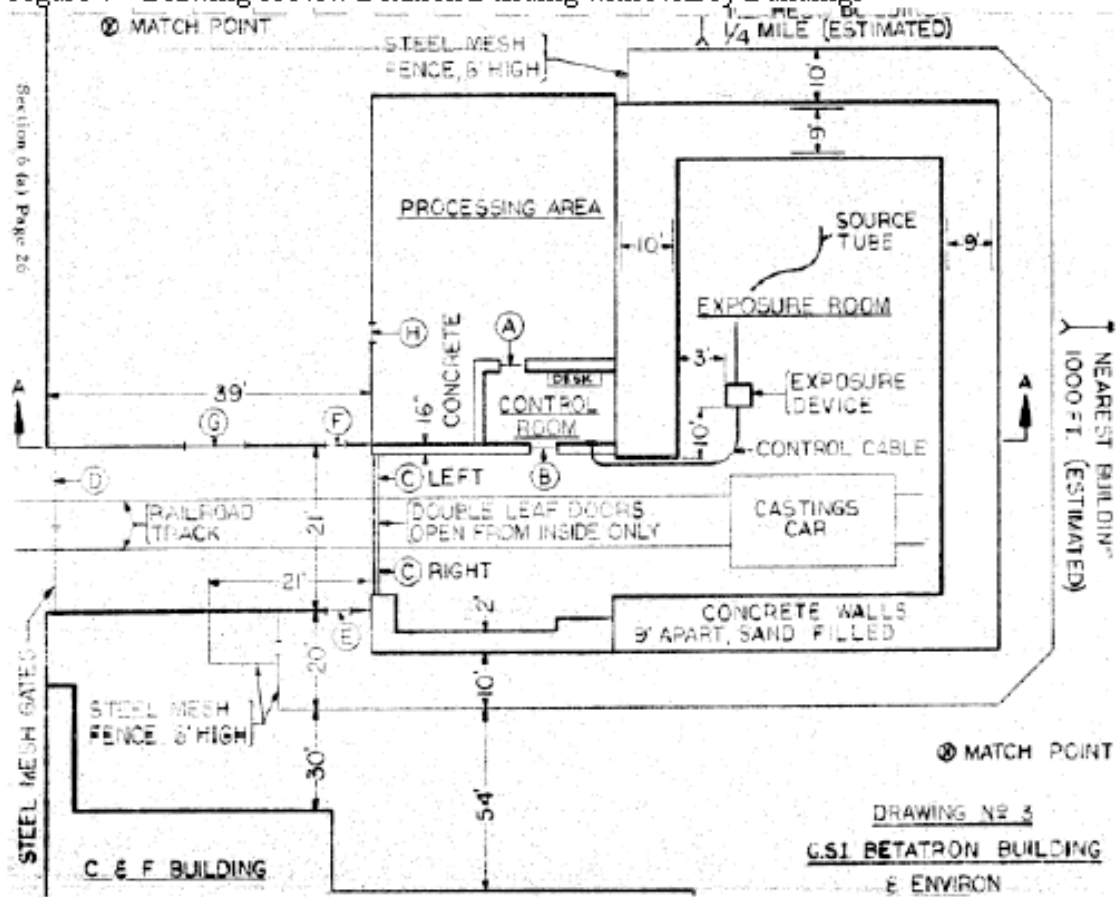 ⊗ MATCH POINT
1/4 MILE (ESTIMATED)
STEEL MESH
FENCE, 6' HIGH
10'
9'
Section 6 (a) Page 26
PROCESSING AREA
SOURCE
TUBE
10'
9'
EXPOSURE ROOM
H
CONCRETE
A
3'
NEAREST BUILDIN"
1000 FT. (ESTIMATED)
A
39'
16"
DESK
EXPOSURE
DEVICE
A
G
F
CONTROL
ROOM
10'
CONTROL CABLE
B
D
C LEFT
RAILROAD
TRACK
21'
DOUBLE LEAF DOORS
OPEN FROM INSIDE ONLY
CASTINGS
CAR
21'
C RIGHT
E
2'
CONCRETE WALLS
9' APART, SAND FILLED
20'
10'
STEEL MESH GATES
STEEL MESH
FENCE, 6' HIGH
30'
54'
⊗ MATCH POINT
DRAWING Nº 3
G.S.I. BETATRON BUILDING
& ENVIRON
C & F BUILDING